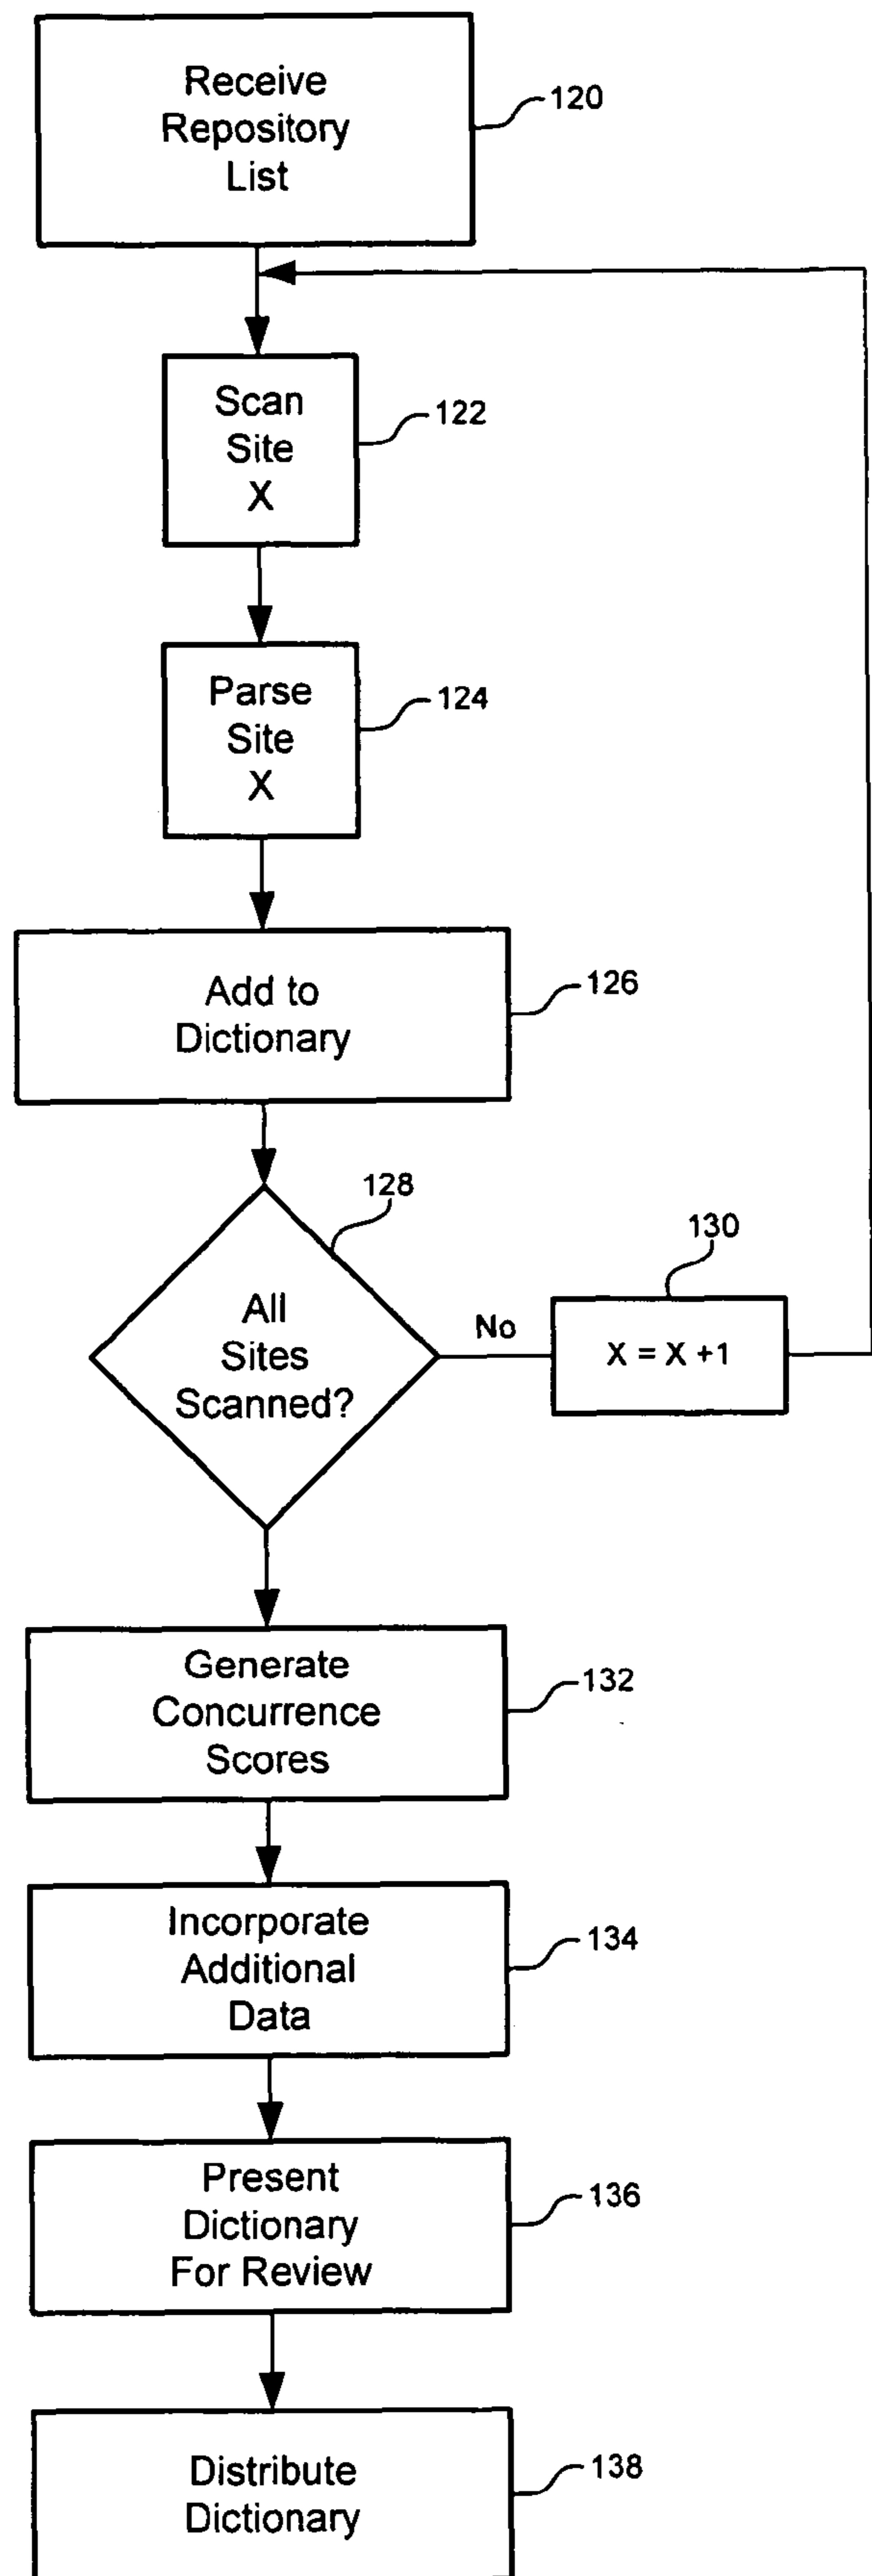 Receive
Repository
List
120
Scan
Site
X
122
Parse
Site
X
124
Add to
Dictionary
126
128
All
Sites
Scanned?
No
130
X = X +1
Generate
Concurrence
Scores
132
Incorporate
Additional
Data
134
Present
Dictionary
For Review
136
Distribute
Dictionary
138